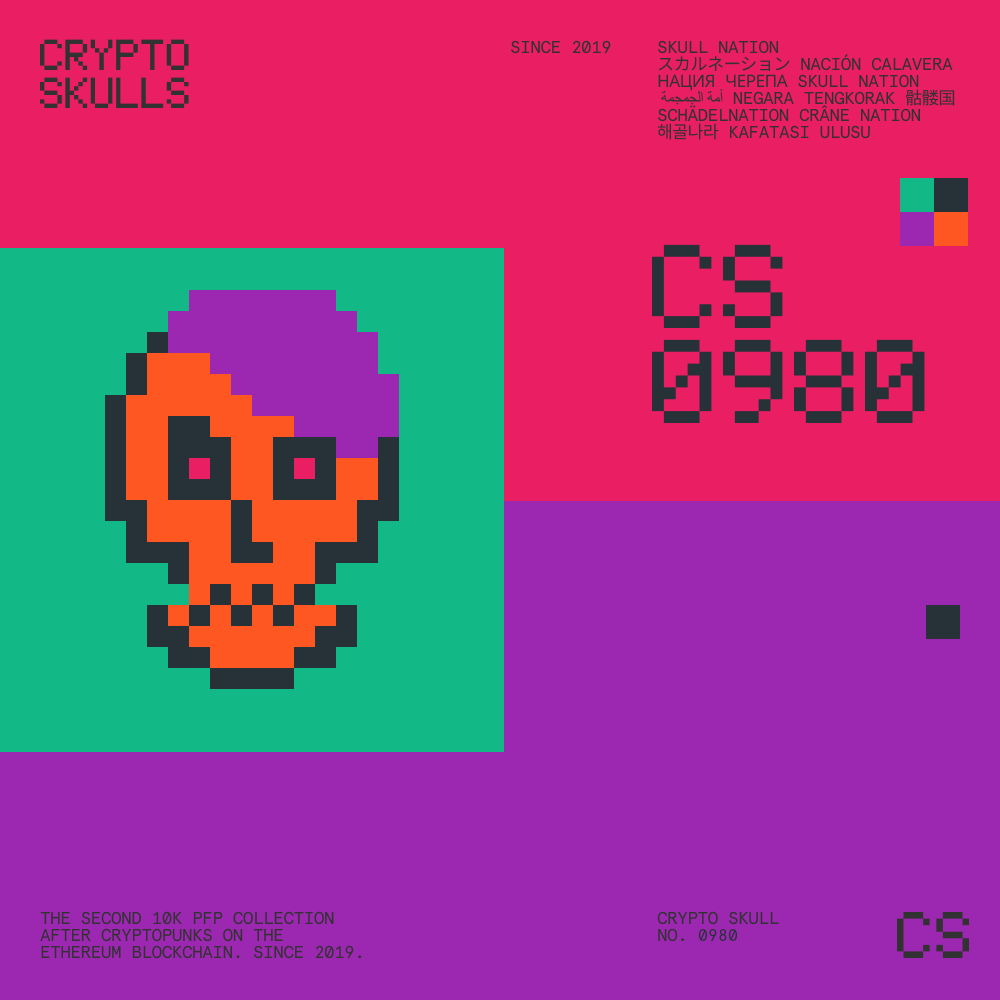 CRYPTO
SKULLS
SINCE 2019
SKULL NATION
スカルネーション NACIÓN CALAVERA
НАЦИЯ ЧЕРЕПА SKULL NATION
أمة الجمجمة NEGARA TENGKORAK 骷髅国
SCHÄDELNATION CRÂNE NATION
해골나라 KAFATASI ULUSU
CS
0980
THE SECOND 10K PFP COLLECTION
AFTER CRYPTOPUNKS ON THE
ETHEREUM BLOCKCHAIN. SINCE 2019.
CRYPTO SKULL
NO. 0980
CS